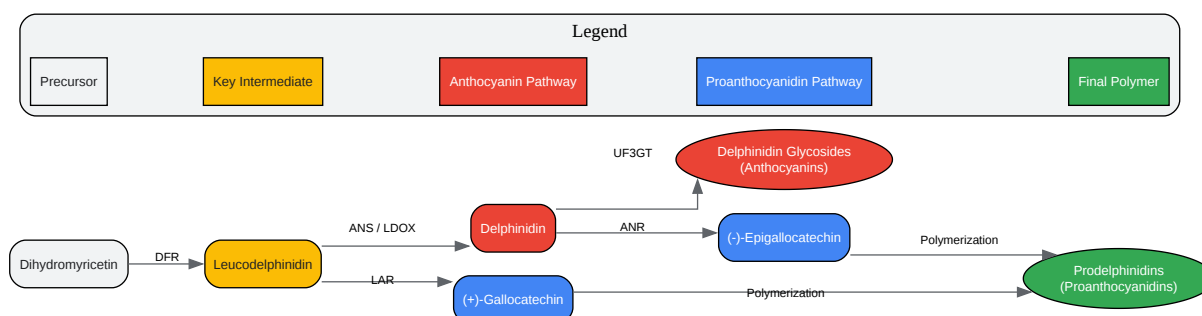 Legend
Precursor
Key Intermediate
Anthocyanin Pathway
Proanthocyanidin Pathway
Final Polymer
UF3GT
Delphinidin Glycosides
(Anthocyanins)
ANS / LDOX
Delphinidin
ANR
(-)-Epigallocatechin
Polymerization
Dihydromyricetin
DFR
Leucodelphinidin
LAR
(+)-Gallocatechin
Polymerization
Prodelphinidins
(Proanthocyanidins)